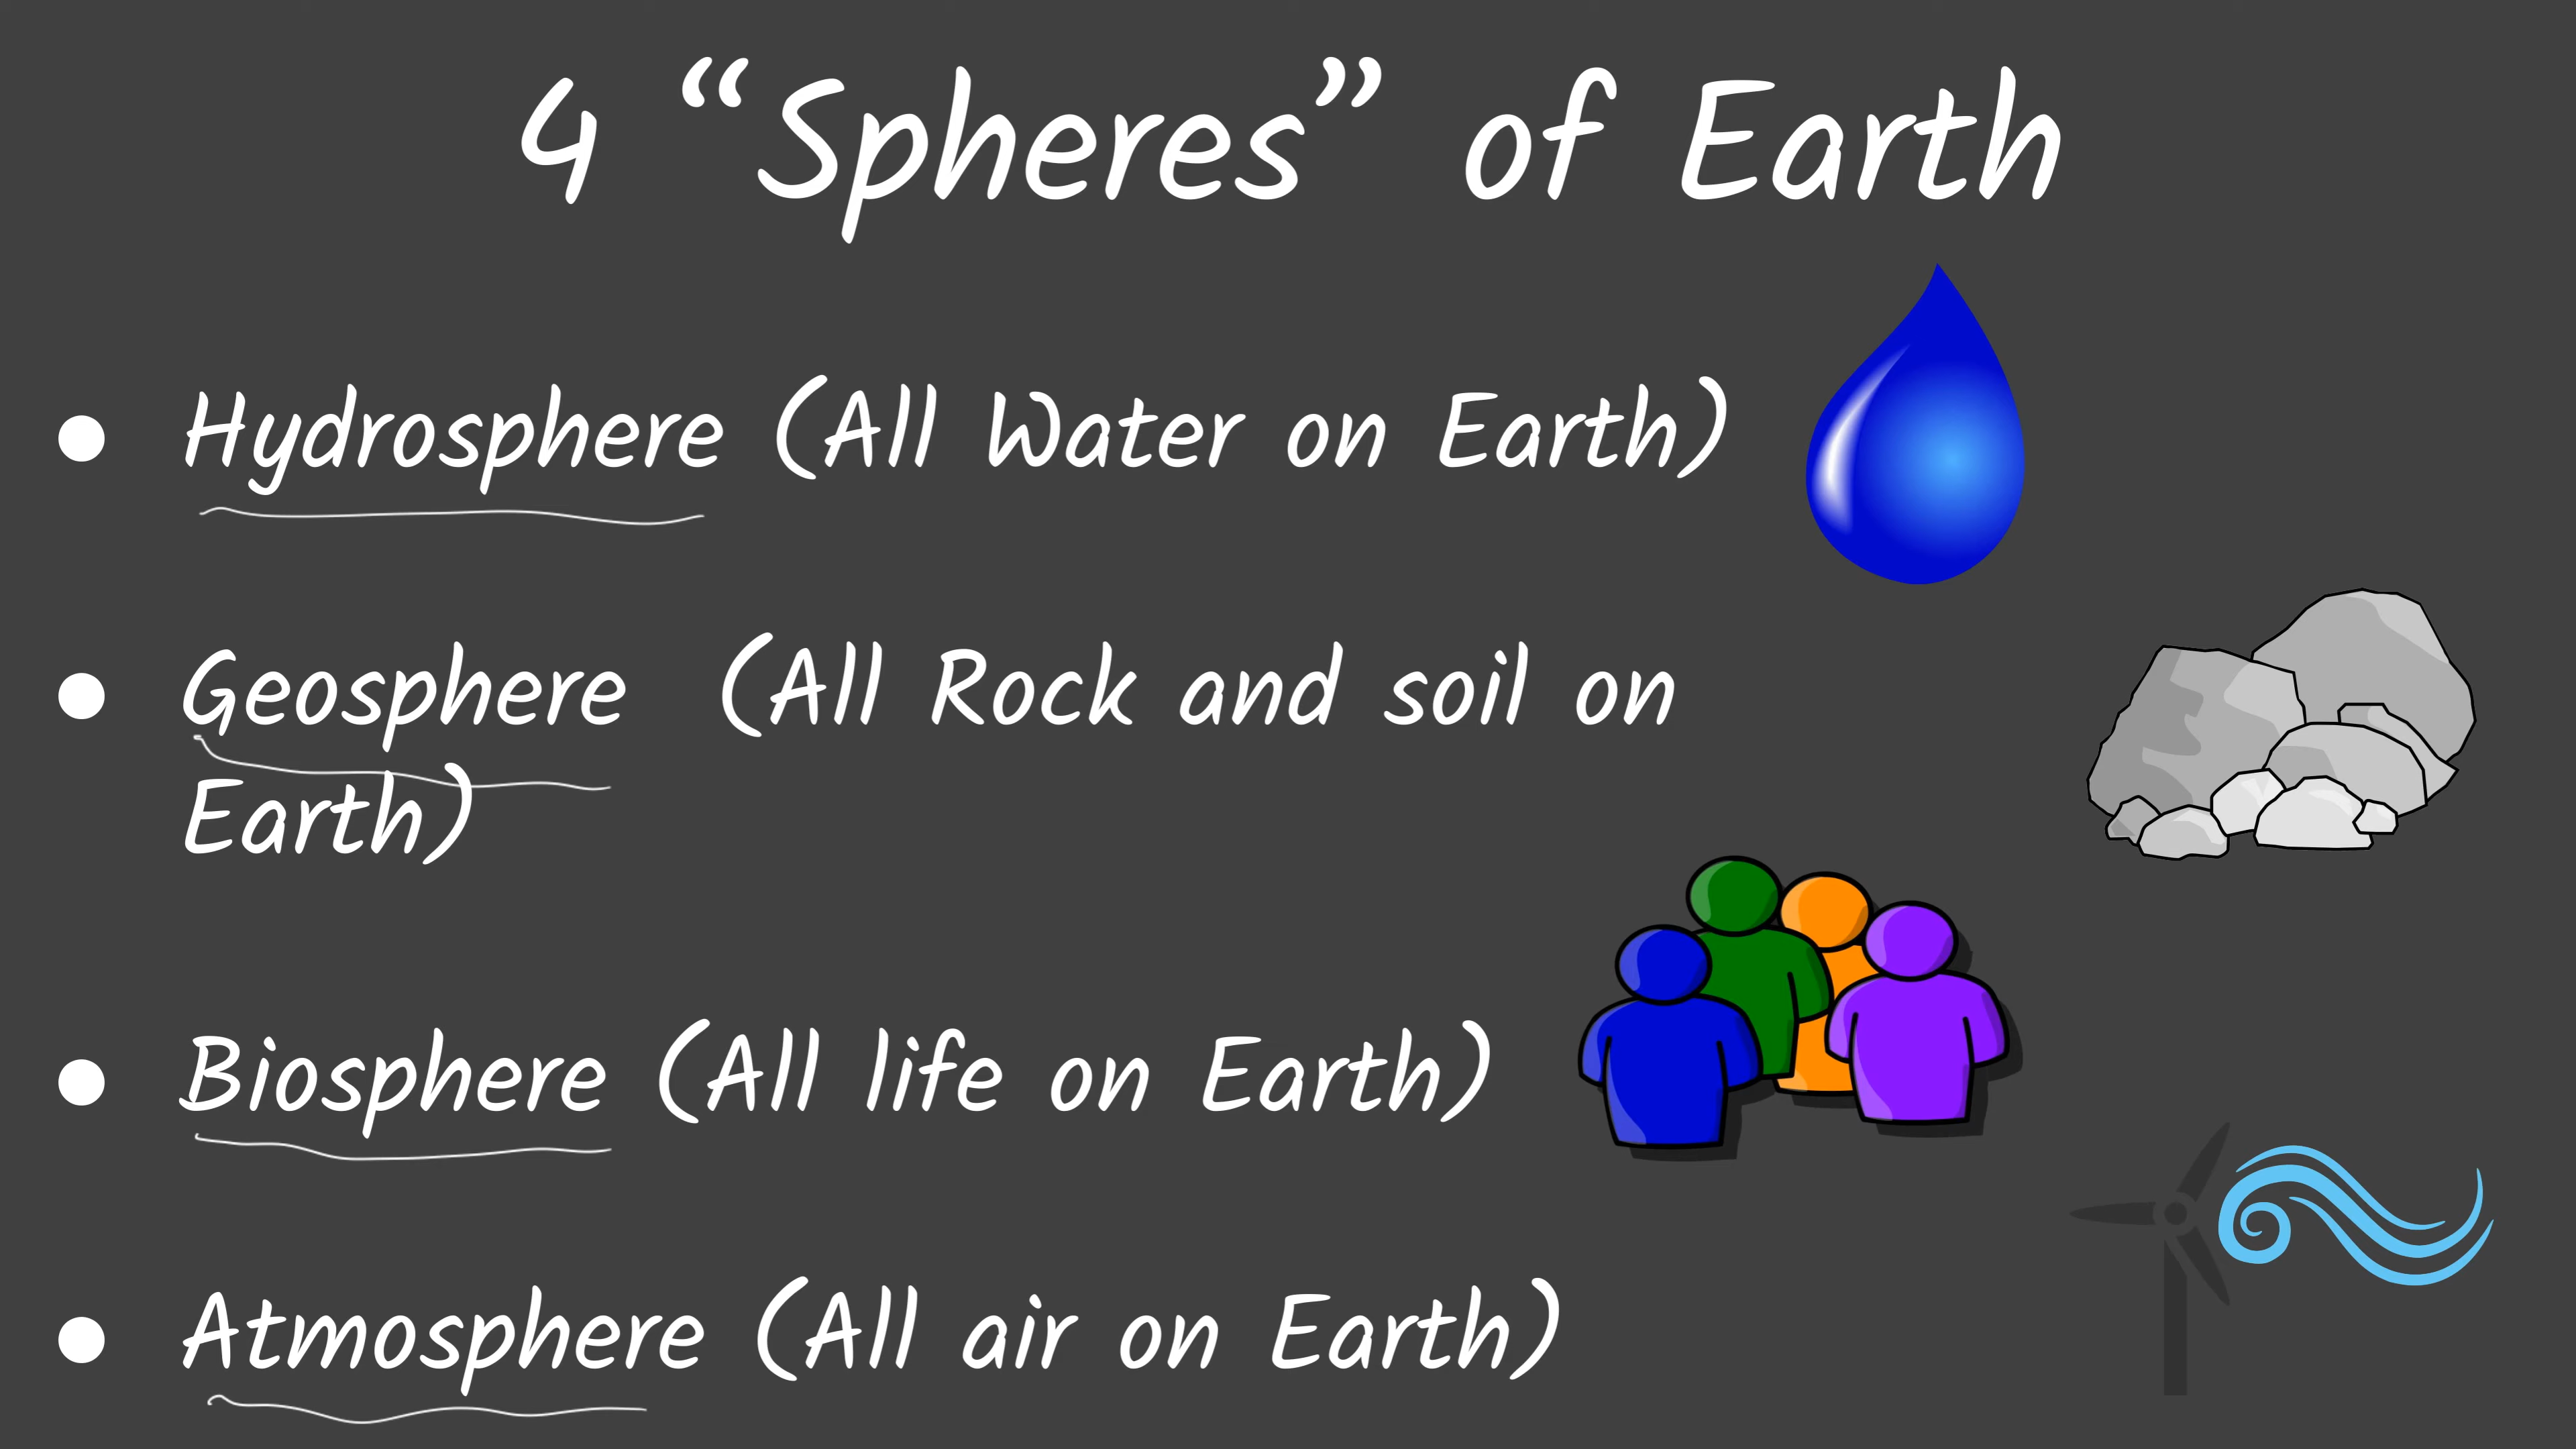 4 “Spheres” of Earth
● Hydrosphere (All Water on Earth)
● Geosphere (All Rock and soil on
Earth)
● Biosphere (All life on Earth)
● Atmosphere (All air on Earth)